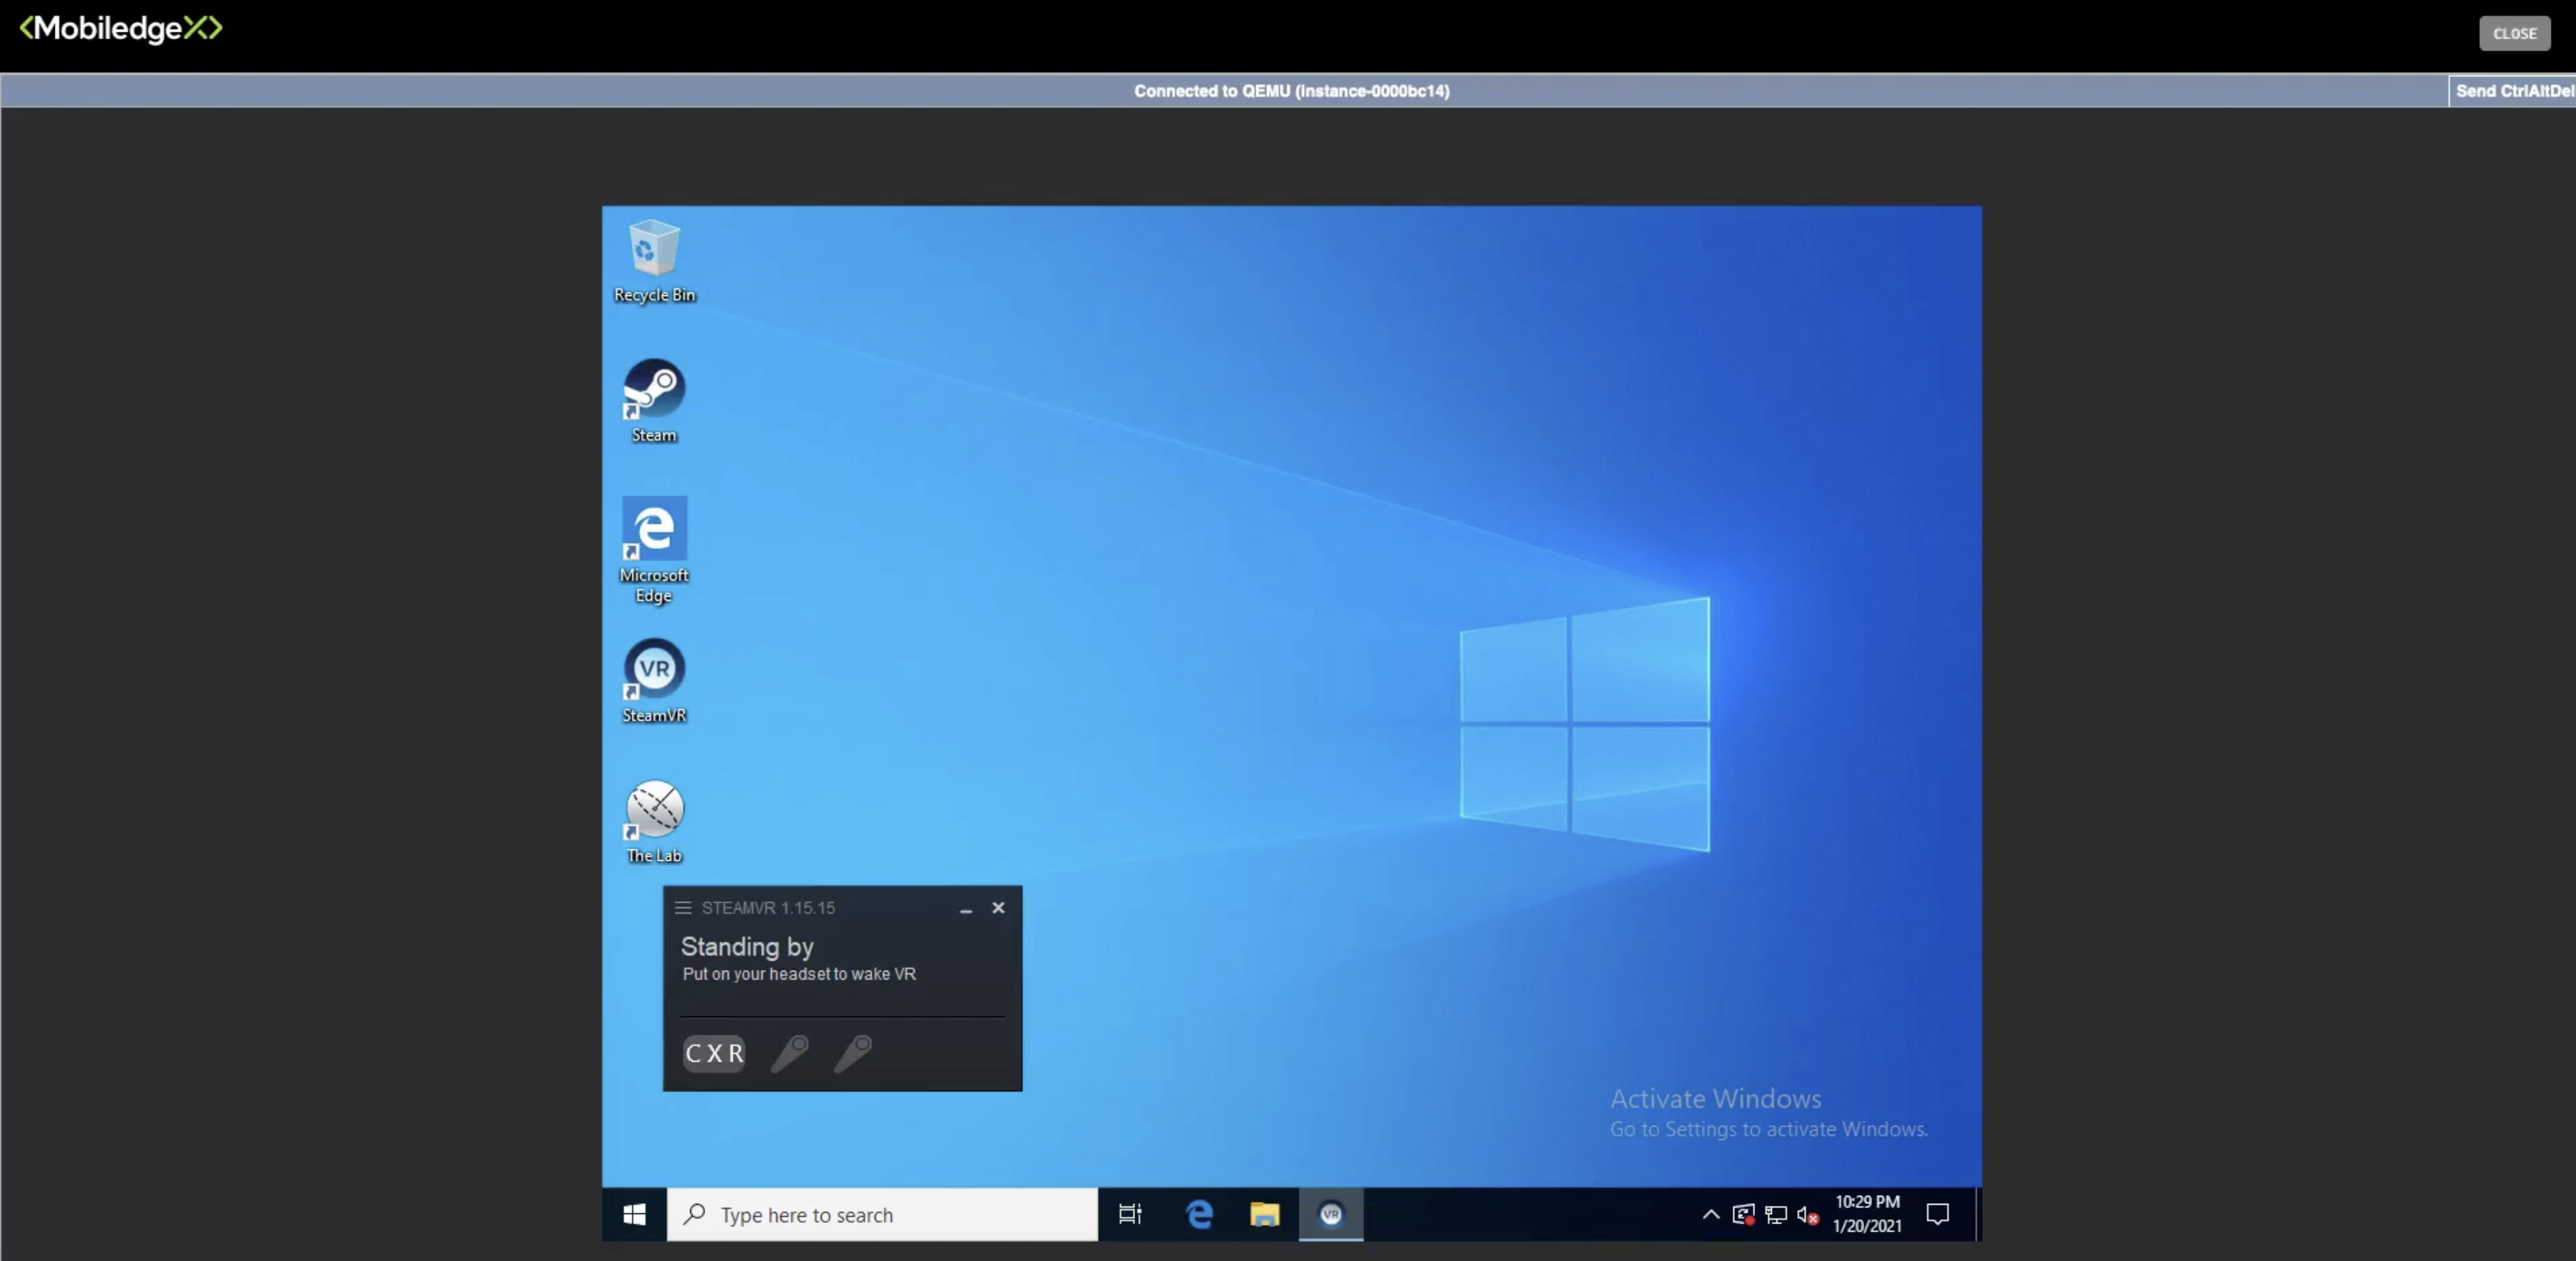 <MobiledgeX>
CLOSE
Connected to QEMU (instance-0000bc14)
Send CtrlAltDel
Recycle Bin
Steam
Microsoft
Edge
VR
SteamVR
The Lab
STEAMVR 1.15.15
Standing by
Put on your headset to wake VR
CXR
Activate Windows
Go to Settings to activate Windows.
Type here to search
VR
10:29 PM
1/20/2021